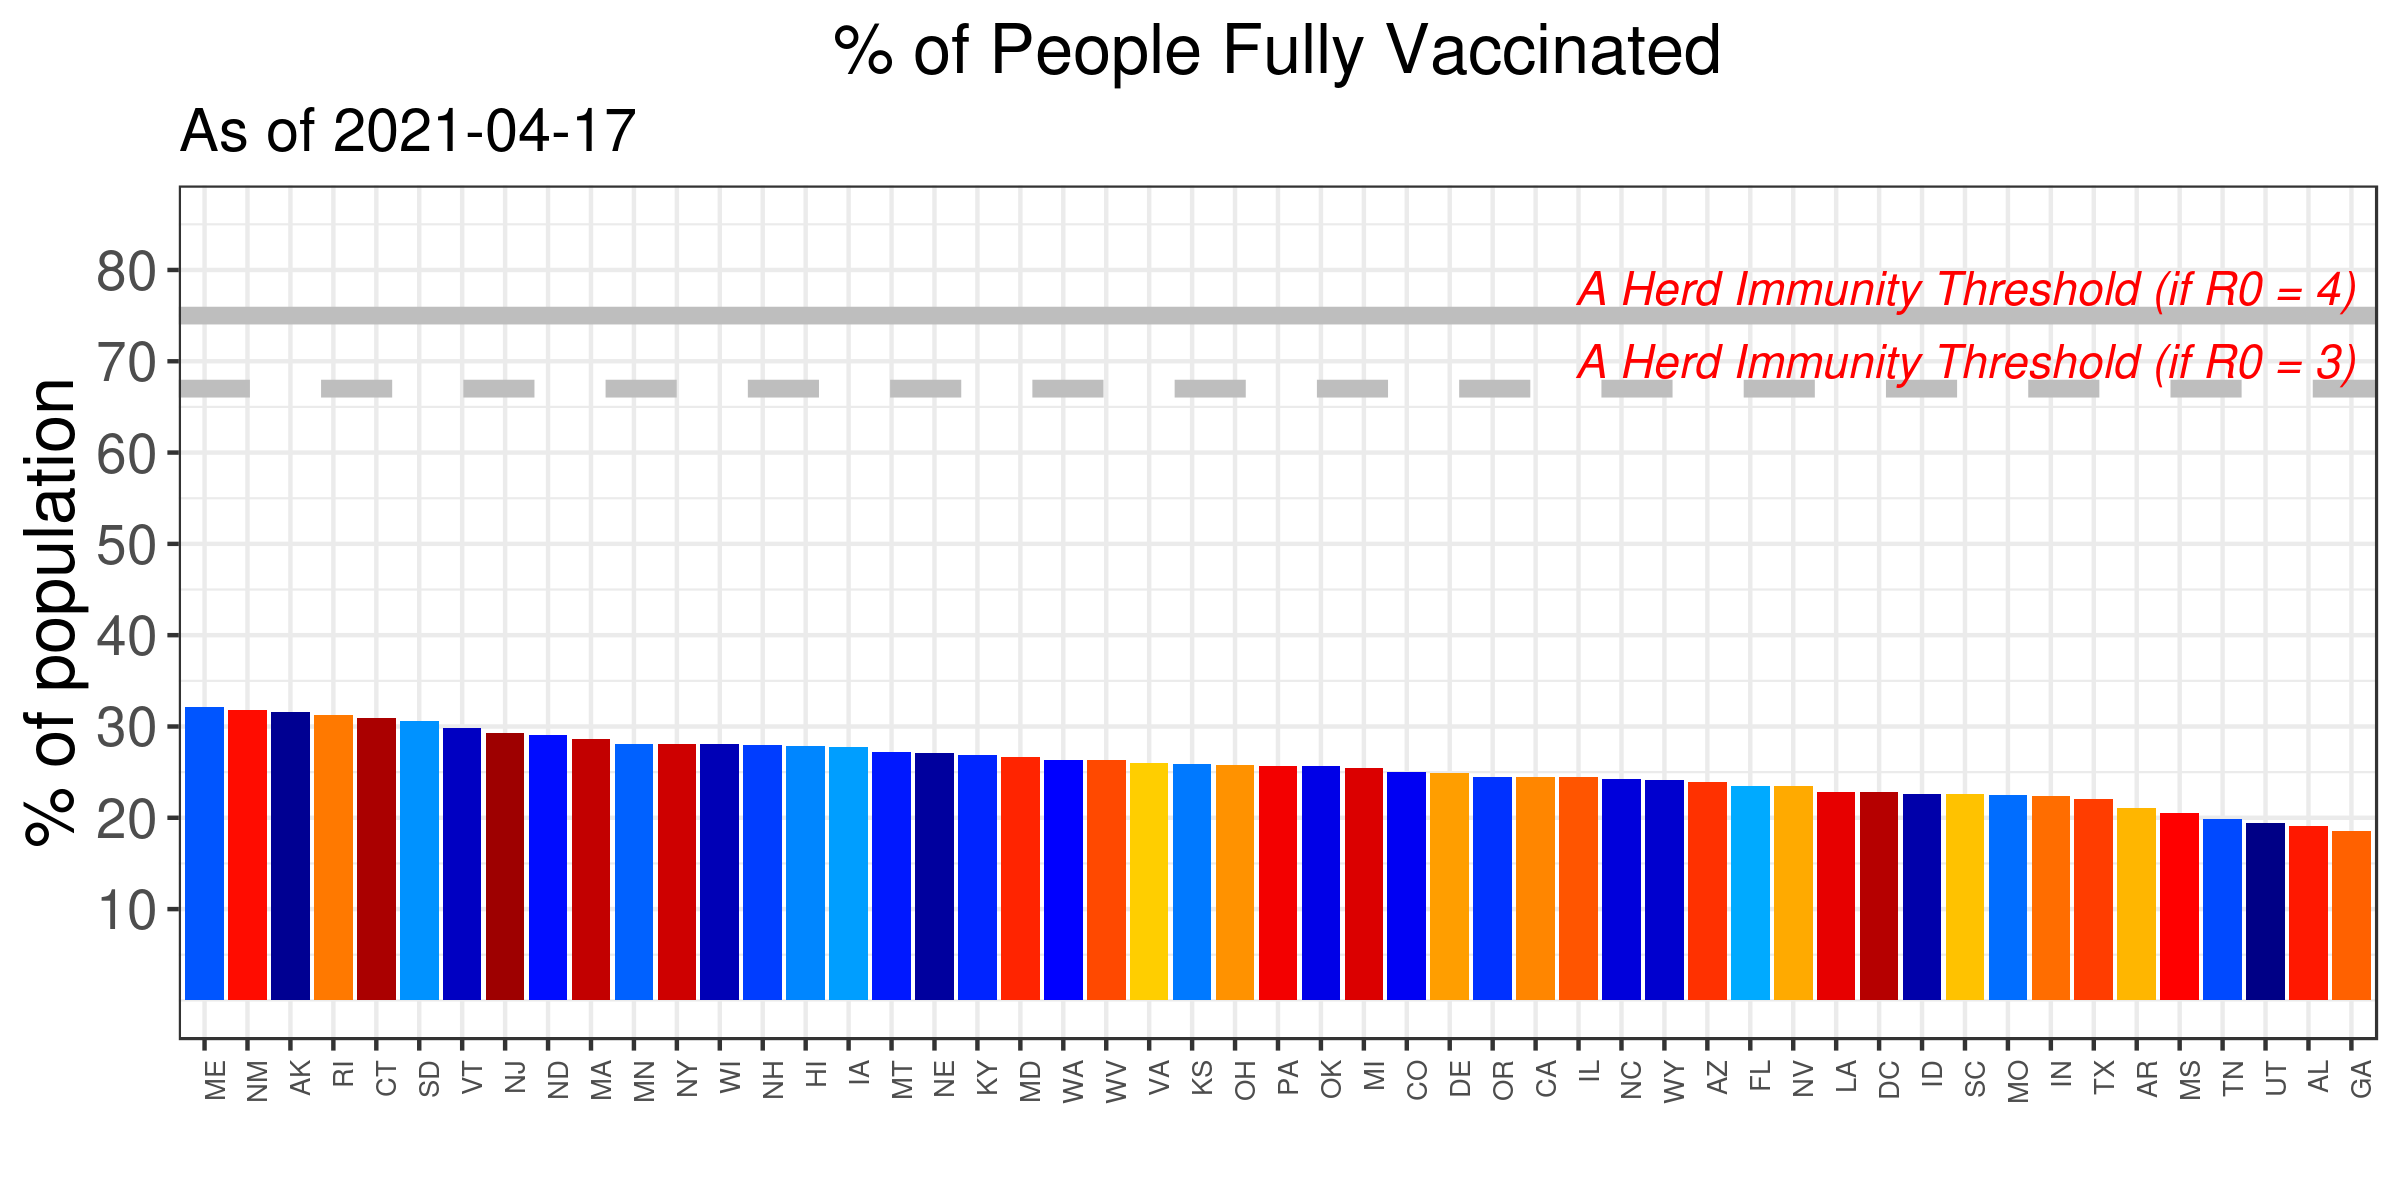 % of People Fully Vaccinated
As of 2021-04-17
% of population
80
70
60
50
40
30
20
10
A Herd Immunity Threshold (if R0 = 4)
A Herd Immunity Threshold (if R0 = 3)
ME NM AK RI CT SD VT NJ ND MA MN NY WI NH HI IA MT NE KY MD WA WV VA KS OH PA OK MI CO DE OR CA IL NC WY AZ FL NV LA DC ID SC MO IN TX AR MS TN UT AL GA